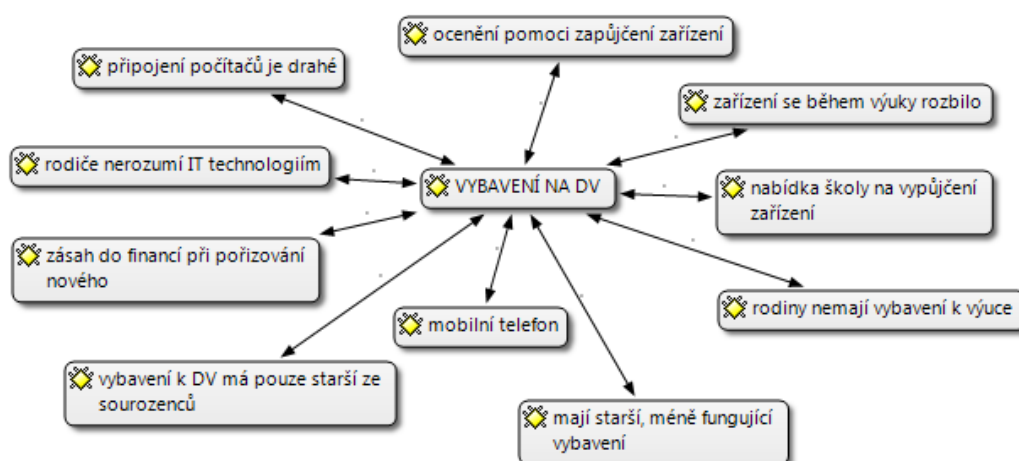 ocenění pomoci zapůjčení zařízení
připojení počítačů je drahé
zařízení se během výuky rozbilo
rodiče nerozumí IT technologiím
VYBAVENÍ NA DV
nabídka školy na vypůjčení
zařízení
zásah do financí při pořizování
nového
rodiny nemají vybavení k výuce
mobilní telefon
vybavení k DV má pouze starší ze
sourozenců
mají starší, méně fungující
vybavení